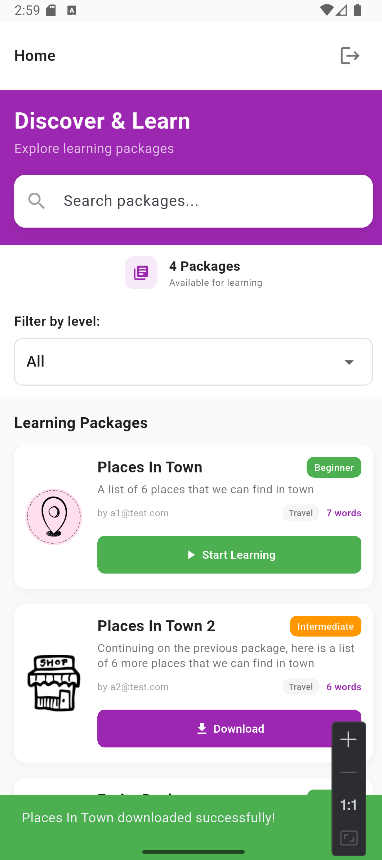 2:59
A
Home
Discover & Learn
Explore learning packages
Search packages...
4 Packages
Available for learning
Filter by level:
All
Learning Packages
Places In Town
Beginner
A list of 6 places that we can find in town
by a1@test.com
Travel
7 words
Start Learning
SHOP
Places In Town 2
Intermediate
Continuing on the previous package, here is a list
of 6 more places that we can find in town
by a2@test.com
Travel
6 words
Download
Places In Town downloaded successfully!
1:1